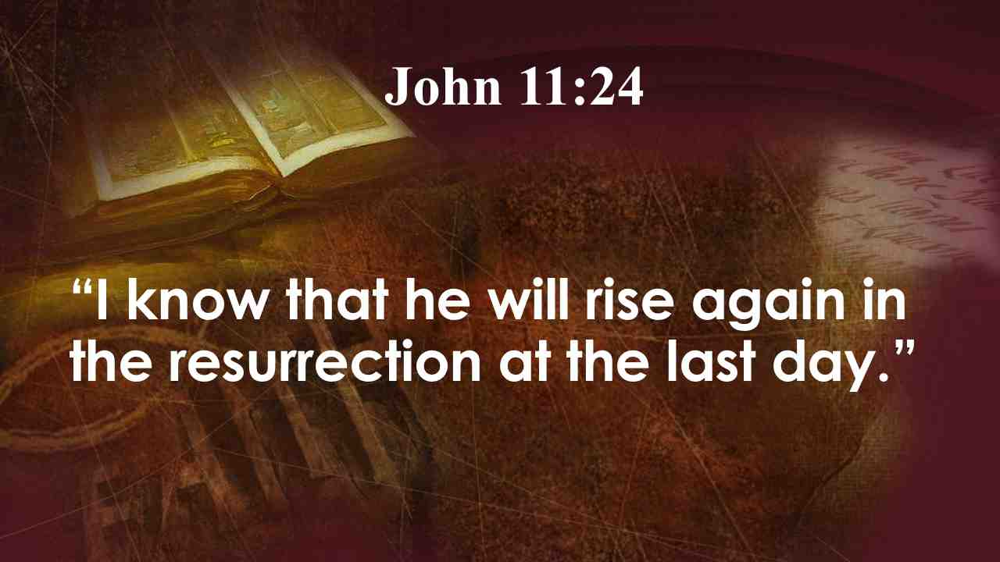 John 11:24
“I know that he will rise again in
the resurrection at the last day.”